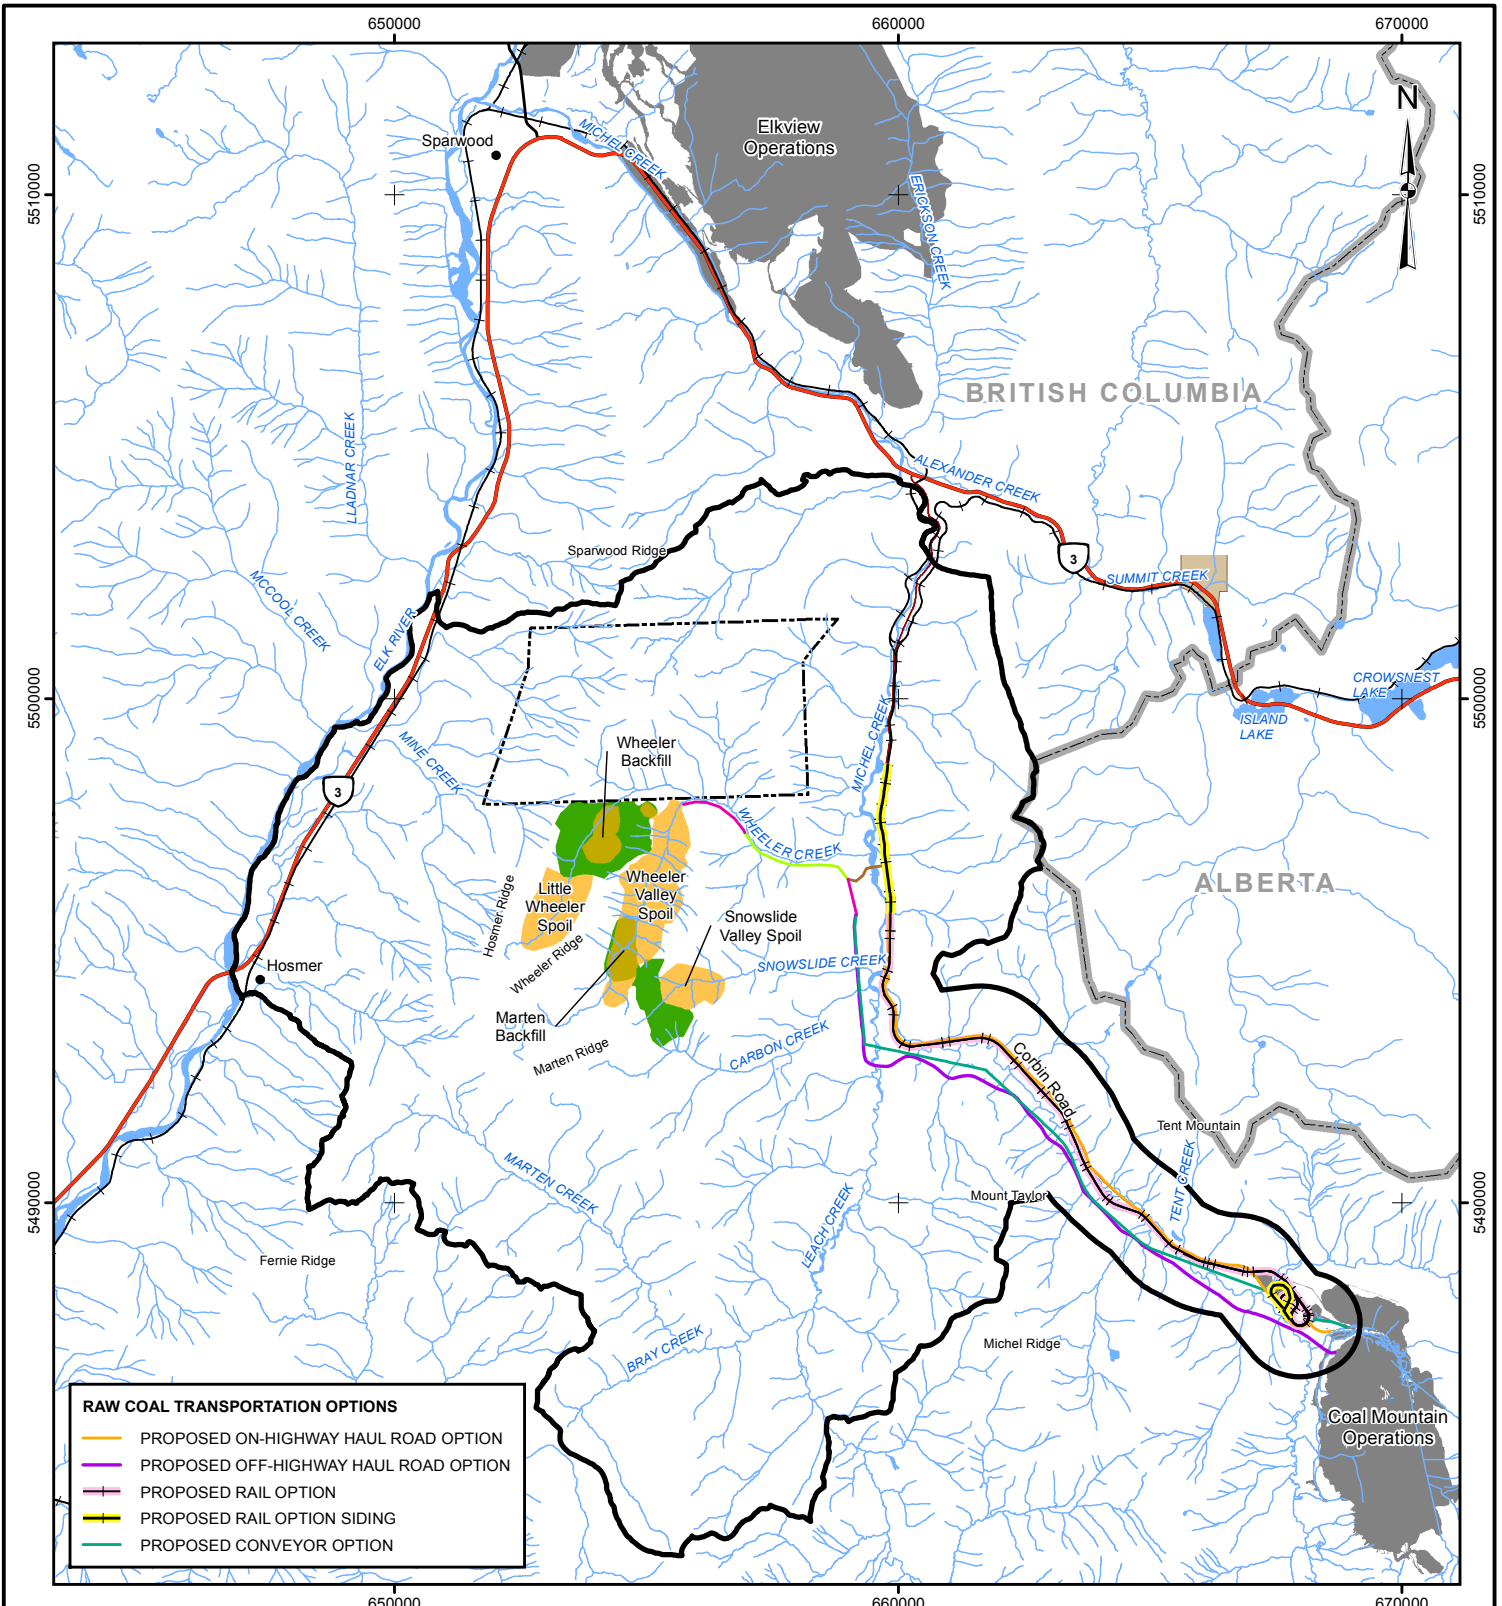 650000
660000
670000
N
Elkview
Operations
Sparwood
MICHEL CREEK
ERICKSON CREEK
5510000
5510000
BRITISH COLUMBIA
LLADNAR CREEK
ALEXANDER CREEK
Sparwood Ridge
3
SUMMIT CREEK
MCCOOL CREEK
ELK RIVER
CROWSNEST
LAKE
5500000
5500000
ISLAND
LAKE
MINE CREEK
Wheeler
Backfill
MICHEL CREEK
3
WHEELER CREEK
ALBERTA
Hosmer Ridge
Little
Wheeler
Spoil
Wheeler
Valley
Spoil
Snowslide
Valley Spoil
Wheeler Ridge
SNOWSLIDE CREEK
Hosmer
Marten
Backfill
Marten Ridge
CARBON CREEK
Corbin Road
Tent Mountain
MARTEN CREEK
TENT CREEK
Mount Taylor
5490000
5490000
LEACH CREEK
Fernie Ridge
BRAY CREEK
Michel Ridge
Coal Mountain
Operations
RAW COAL TRANSPORTATION OPTIONS
PROPOSED ON-HIGHWAY HAUL ROAD OPTION
PROPOSED OFF-HIGHWAY HAUL ROAD OPTION
PROPOSED RAIL OPTION
PROPOSED RAIL OPTION SIDING
PROPOSED CONVEYOR OPTION
650000
660000
670000